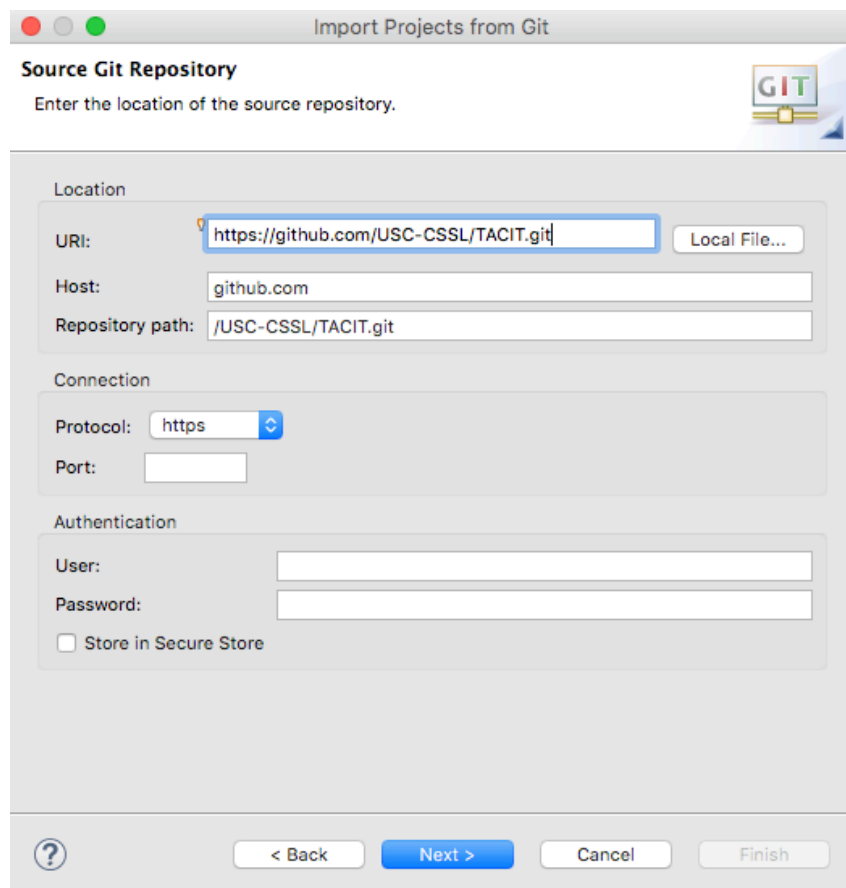 Import Projects from Git
Source Git Repository
Enter the location of the source repository.
GIT
Location
URI: https://github.com/USC-CSSL/TACIT.git Local File...
Host: github.com
Repository path: /USC-CSSL/TACIT.git
Connection
Protocol: https
Port:
Authentication
User:
Password:
Store in Secure Store
? < Back Next > Cancel Finish